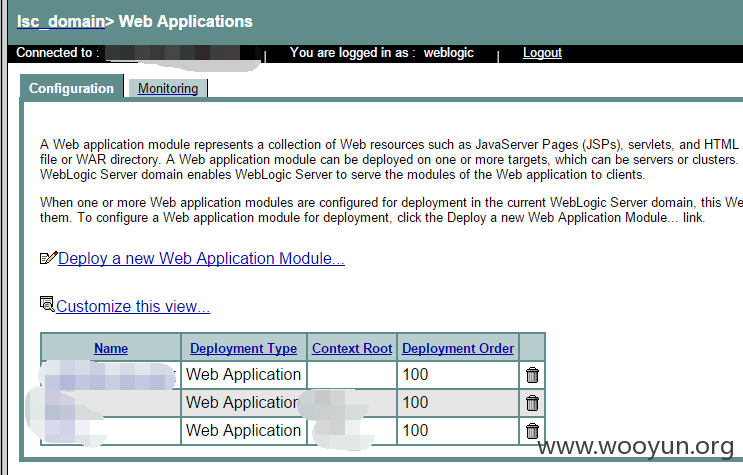 lsc_domain> Web Applications
Connected to : | You are logged in as : weblogic | Logout
Configuration Monitoring
A Web application module represents a collection of Web resources such as JavaServer Pages (JSPs), servlets, and HTML
file or WAR directory. A Web application module can be deployed on one or more targets, which can be servers or clusters.
WebLogic Server domain enables WebLogic Server to serve the modules of the Web application to clients.
When one or more Web application modules are configured for deployment in the current WebLogic Server domain, this We
them. To configure a Web application module for deployment, click the Deploy a new Web Application Module... link.
Deploy a new Web Application Module...
Customize this view...
Name Deployment Type Context Root Deployment Order
Web Application 100
Web Application 100
Web Application 100
www.wooyun.org